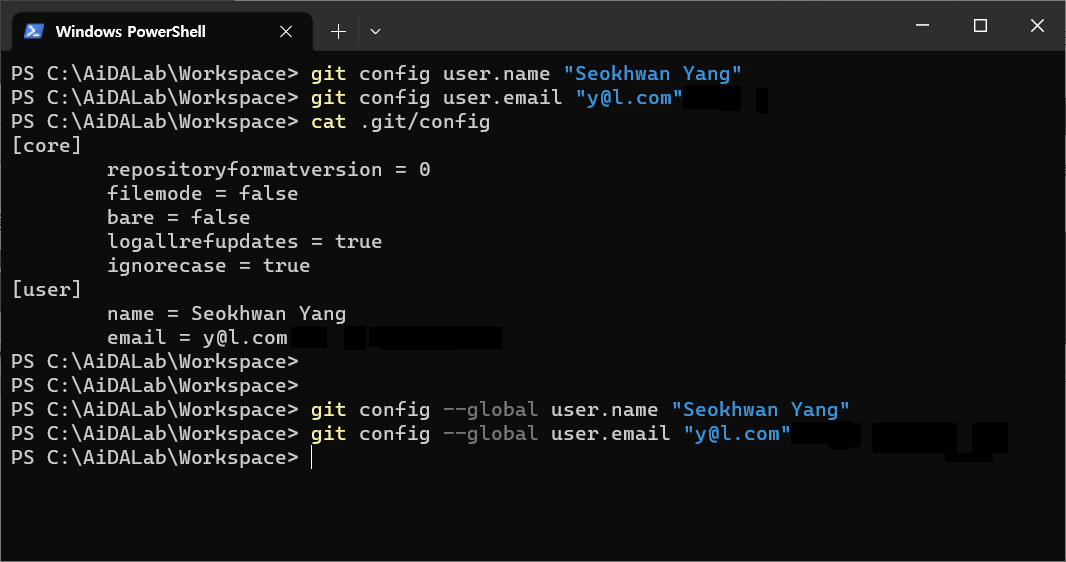 Windows PowerShell
PS C:\AiDALab\Workspace> git config user.name "Seokhwan Yang"
PS C:\AiDALab\Workspace> git config user.email "y@l.com"
PS C:\AiDALab\Workspace> cat .git/config
[core]
        repositoryformatversion = 0
        filemode = false
        bare = false
        logallrefupdates = true
        ignorecase = true
[user]
        name = Seokhwan Yang
        email = y@l.com
PS C:\AiDALab\Workspace>
PS C:\AiDALab\Workspace>
PS C:\AiDALab\Workspace> git config --global user.name "Seokhwan Yang"
PS C:\AiDALab\Workspace> git config --global user.email "y@l.com"
PS C:\AiDALab\Workspace>